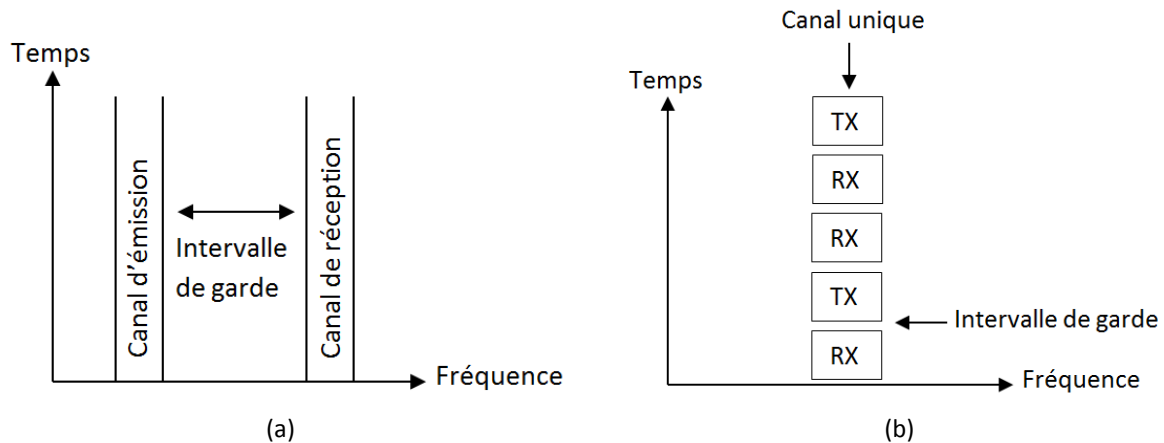 Temps
Canal d'émission
Intervalle
de garde
Canal de réception
Fréquence
(a)
Canal unique
Temps
TX
RX
RX
TX
Intervalle de garde
RX
Fréquence
(b)